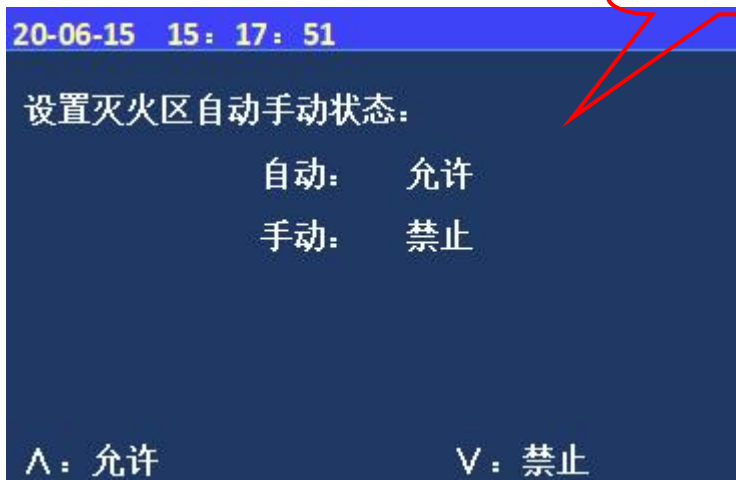 20-06-15 15：17：51
设置灭火区自动手动状态：
自动： 允许
手动： 禁止
∧：允许 ∨：禁止